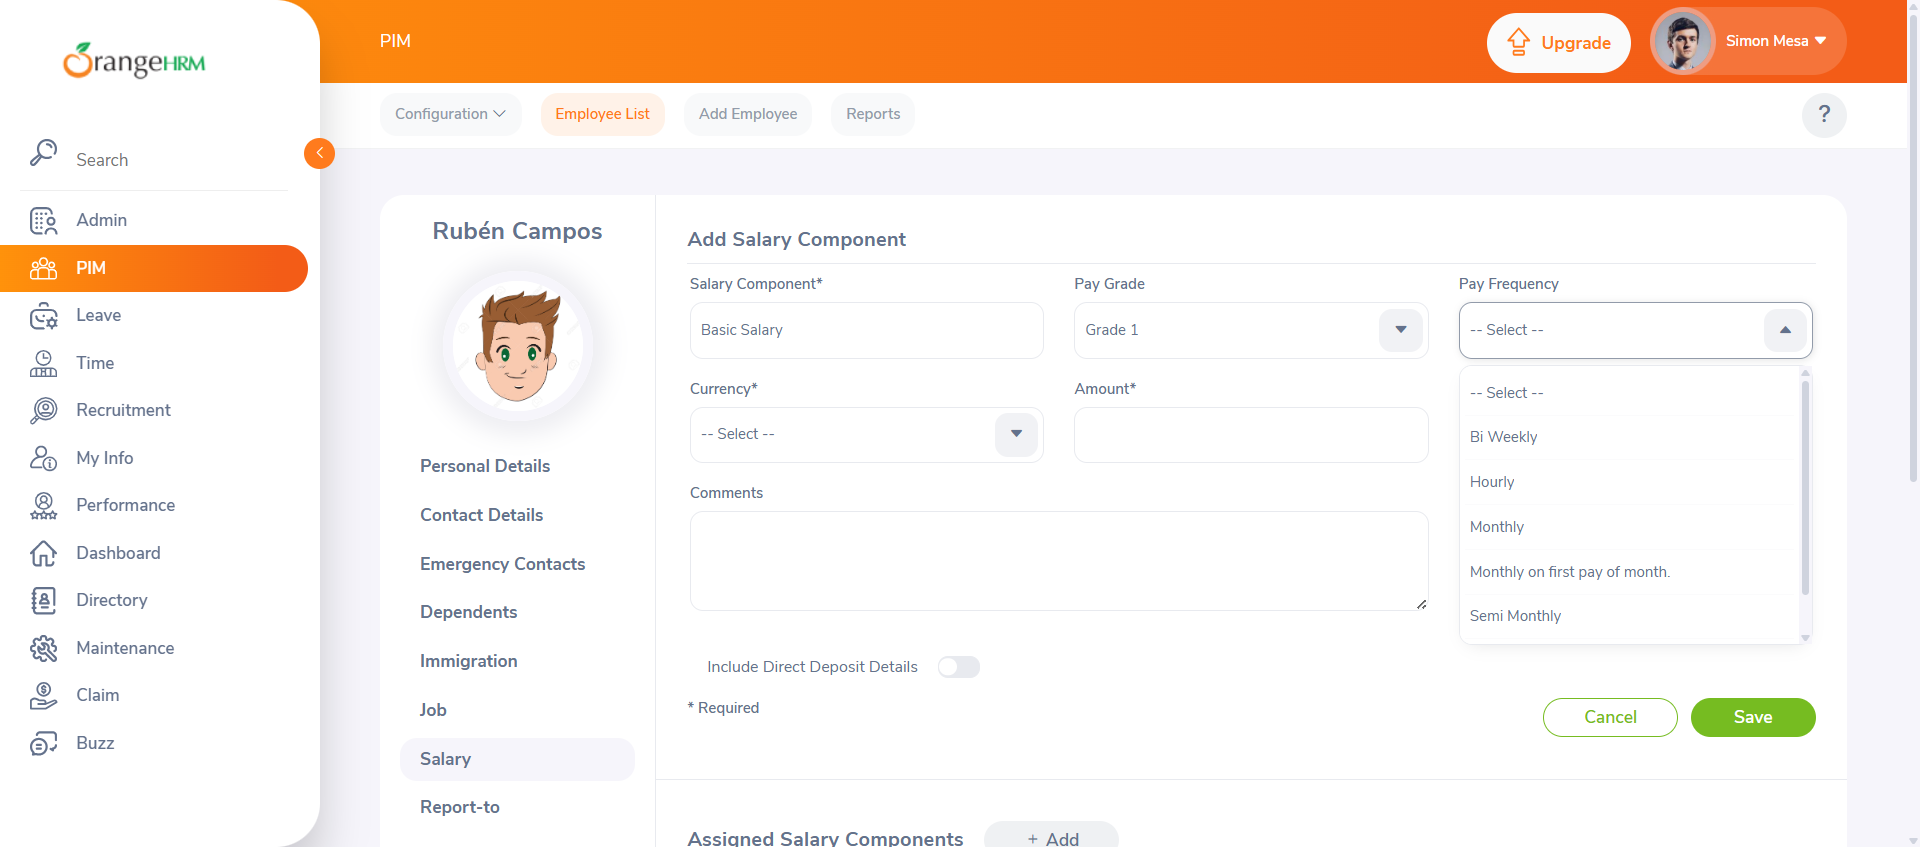 OrangeHRM
PIM
Upgrade
Simon Mesa
Configuration
Employee List
Add Employee
Reports
?
Search
Admin
PIM
Leave
Time
Recruitment
My Info
Performance
Dashboard
Directory
Maintenance
Claim
Buzz
Rubén Campos
Personal Details
Contact Details
Emergency Contacts
Dependents
Immigration
Job
Salary
Report-to
Add Salary Component
Salary Component*
Pay Grade
Pay Frequency
Basic Salary
Grade 1
-- Select --
Currency*
Amount*
-- Select --
-- Select --
Bi Weekly
Hourly
Monthly
Monthly on first pay of month.
Semi Monthly
Comments
Include Direct Deposit Details
* Required
Cancel
Save
Assigned Salary Components
+ Add